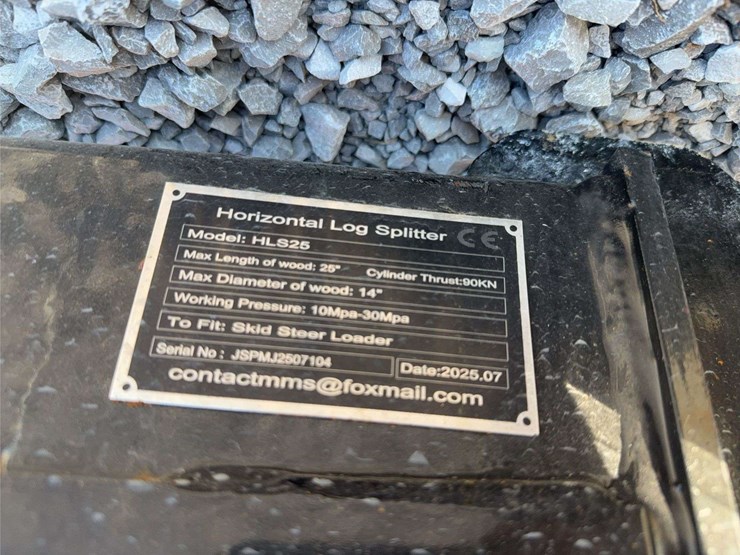 Horizontal Log Splitter CE
Model: HLS25
Max Length of wood: 25" Cylinder Thrust:90KN
Max Diameter of wood: 14"
Working Pressure: 10Mpa-30Mpa
To Fit: Skid Steer Loader
Serial No : JSPMJ2507104 Date:2025.07
contactmms@foxmail.com